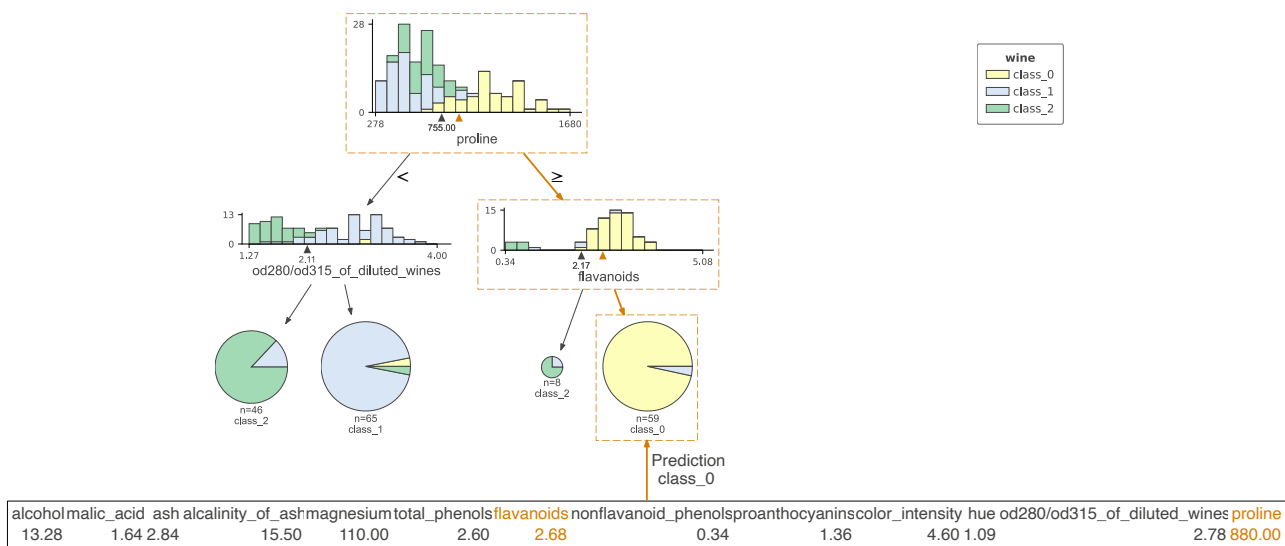 28
0
278
755.00
1680
proline
wine
class_0
class_1
class_2
<
≥
13
0
1.27
2.11
4.00
od280/od315_of_diluted_wines
15
0
0.34
2.17
5.08
flavanoids
n=46
class_2
n=65
class_1
n=8
class_2
n=59
class_0
Prediction
class_0
alcohol malic_acid ash alcalinity_of_ash magnesium total_phenols flavanoids nonflavanoid_phenols proanthocyanins color_intensity hue od280/od315_of_diluted_wines proline
13.28 1.64 2.84 15.50 110.00 2.60 2.68 0.34 1.36 4.60 1.09 2.78 880.00